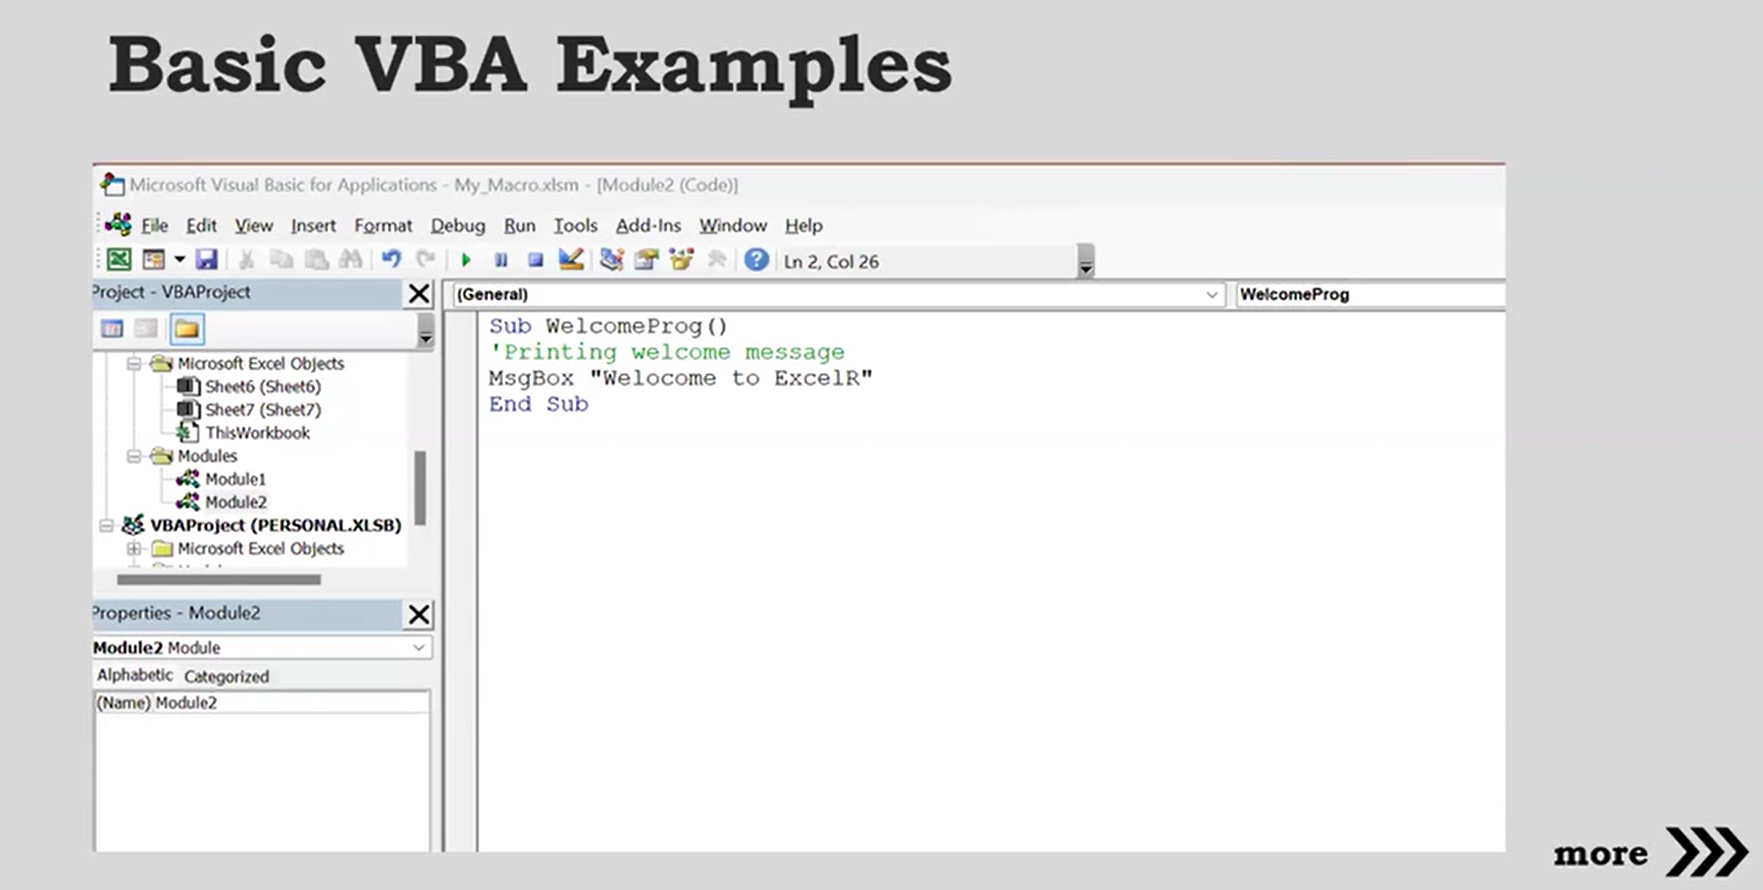 Basic VBA Examples
Microsoft Visual Basic for Applications - My_Macro.xlsm - [Module2 (Code)]
File Edit View Insert Format Debug Run Tools Add-Ins Window Help
Ln 2, Col 26
Project - VBAProject
(General)
WelcomeProg
Microsoft Excel Objects
Sheet6 (Sheet6)
Sheet7 (Sheet7)
ThisWorkbook
Modules
Module1
Module2
VBAProject (PERSONAL.XLSB)
Microsoft Excel Objects
Sub WelcomeProg()
'Printing welcome message
MsgBox "Welocome to ExcelR"
End Sub
Properties - Module2
Module2 Module
Alphabetic Categorized
(Name) Module2
more